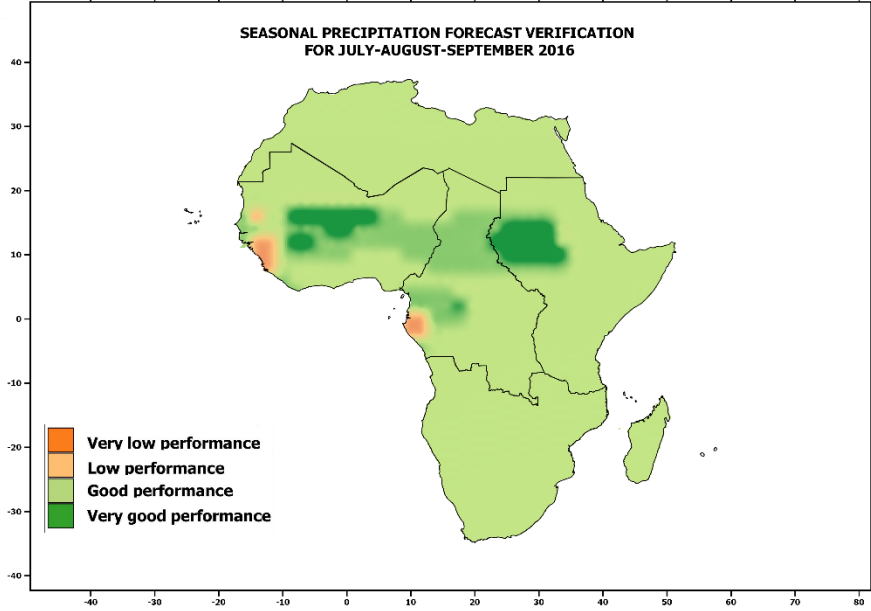 SEASONAL PRECIPITATION FORECAST VERIFICATION
FOR JULY-AUGUST-SEPTEMBER 2016
40
30
20
10
0
-10
-20
-30
-40
Very low performance
Low performance
Good performance
Very good performance
-40 -30 -20 -10 0 10 20 30 40 50 60 70 80